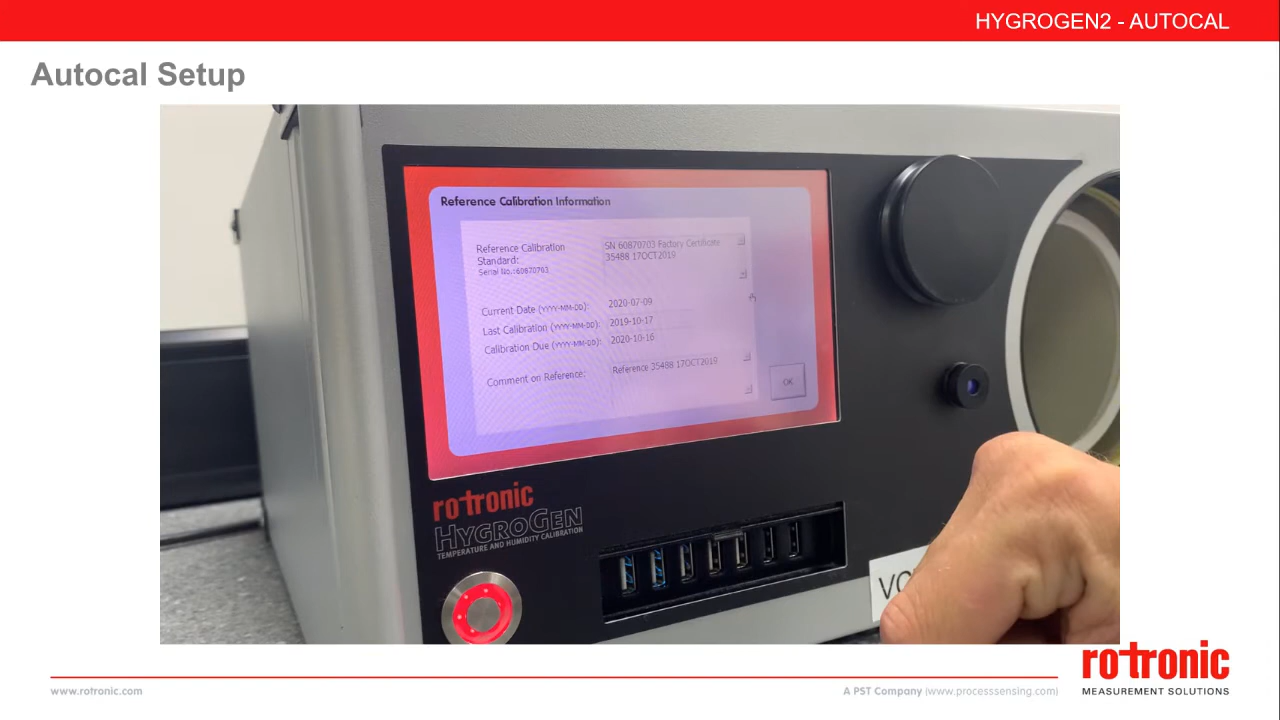 HYGROGEN2 - AUTOCAL
Autocal Setup
Reference Calibration Information
Reference Calibration
Standard:
Serial No.:60870703
SN 60870703 Factory Certificate
35488 17OCT2019
Current Date (YYYY-MM-DD): 2020-07-09
Last Calibration (YYYY-MM-DD): 2019-10-17
Calibration Due (YYYY-MM-DD): 2020-10-16
Comment on Reference: Reference 35488 17OCT2019
OK
rotronic
HYGROGEN
TEMPERATURE AND HUMIDITY CALIBRATION
rotronic
MEASUREMENT SOLUTIONS
www.rotronic.com
A PST Company (www.processsensing.com)